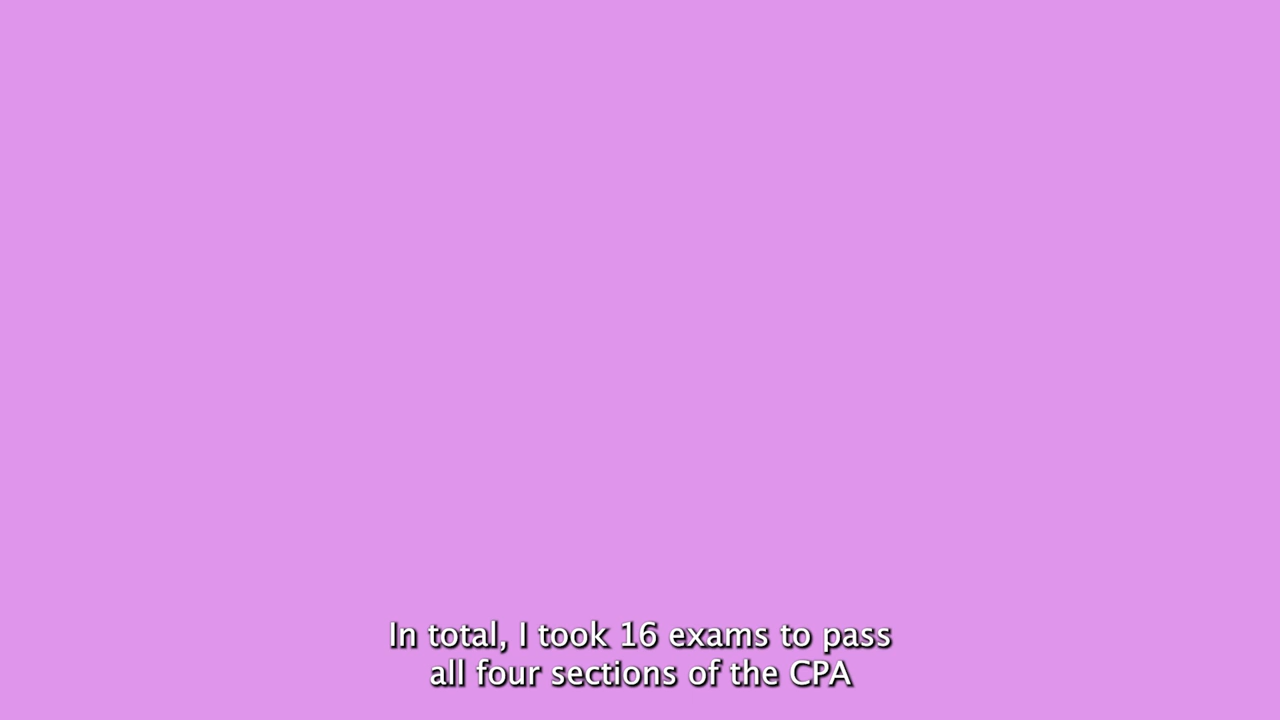 In total, I took 16 exams to pass
all four sections of the CPA